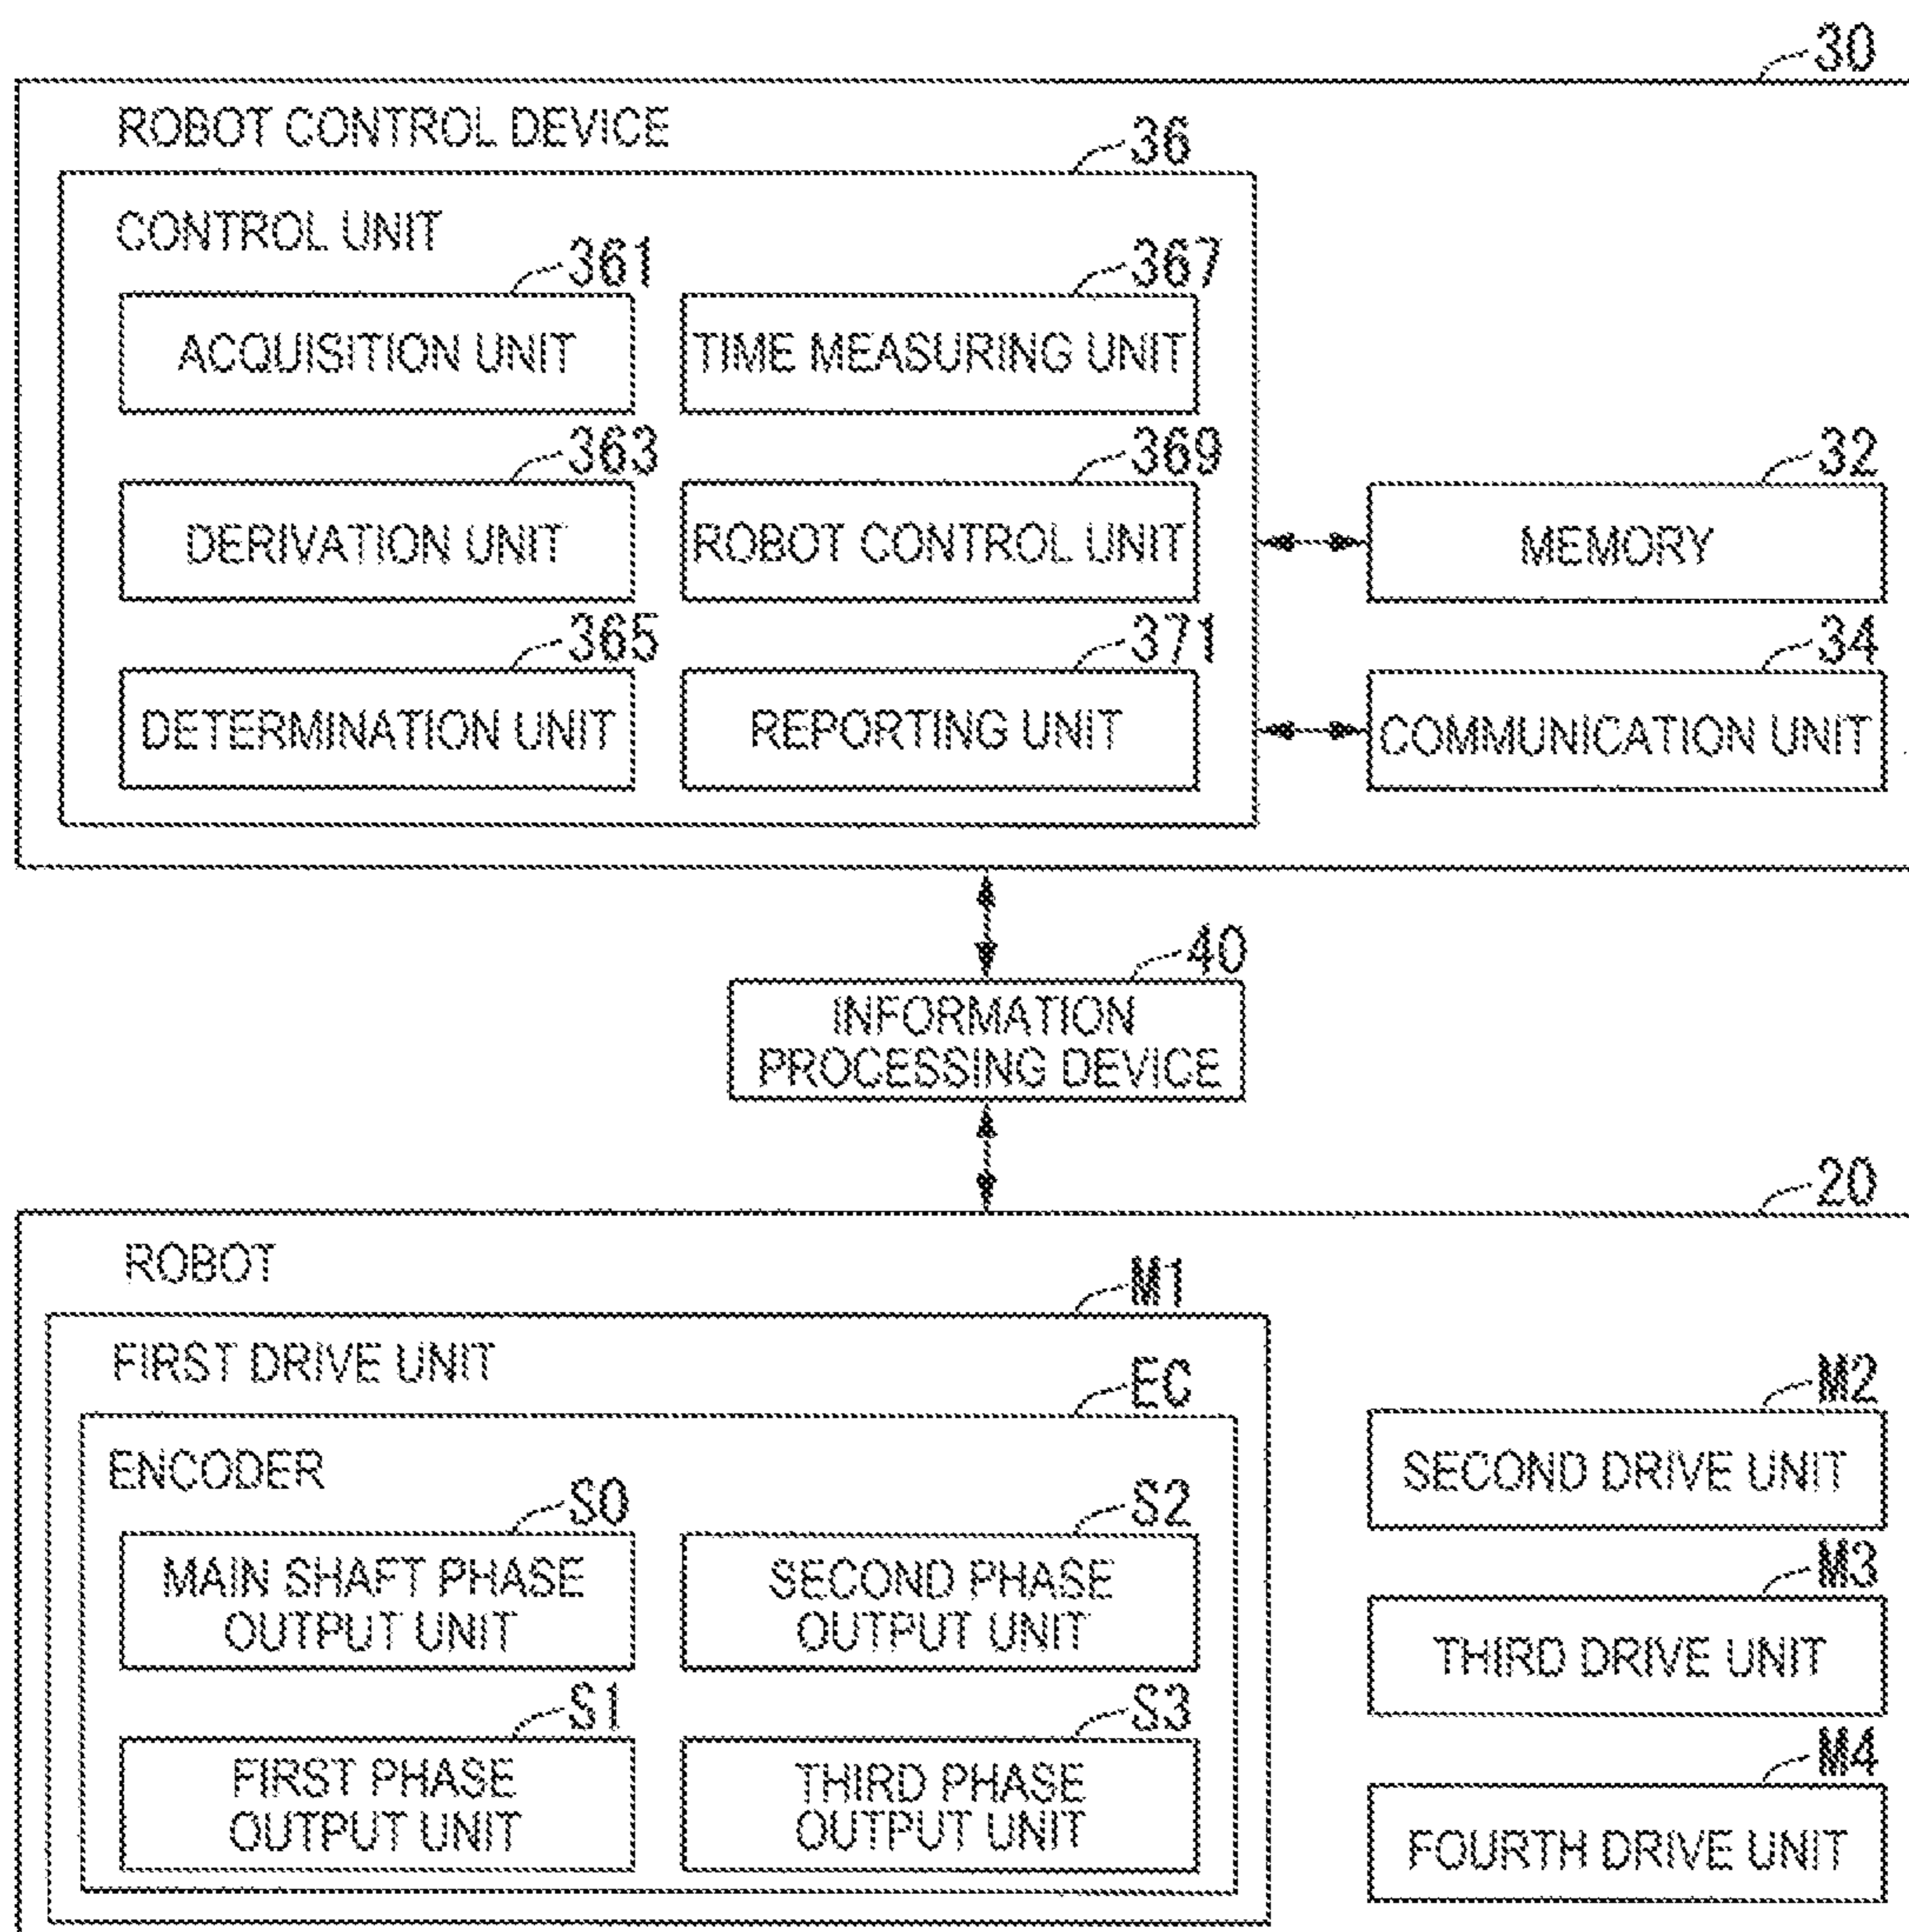 30
ROBOT CONTROL DEVICE
36
CONTROL UNIT
361
367
ACQUISITION UNIT
TIME MEASURING UNIT
363
369
32
DERIVATION UNIT
ROBOT CONTROL UNIT
MEMORY
365
371
34
DETERMINATION UNIT
REPORTING UNIT
COMMUNICATION UNIT
40
INFORMATION
PROCESSING DEVICE
20
ROBOT
M1
FIRST DRIVE UNIT
EC
M2
ENCODER
SECOND DRIVE UNIT
S0
S2
MAIN SHAFT PHASE
OUTPUT UNIT
SECOND PHASE
OUTPUT UNIT
M3
THIRD DRIVE UNIT
S1
S3
FIRST PHASE
OUTPUT UNIT
THIRD PHASE
OUTPUT UNIT
M4
FOURTH DRIVE UNIT